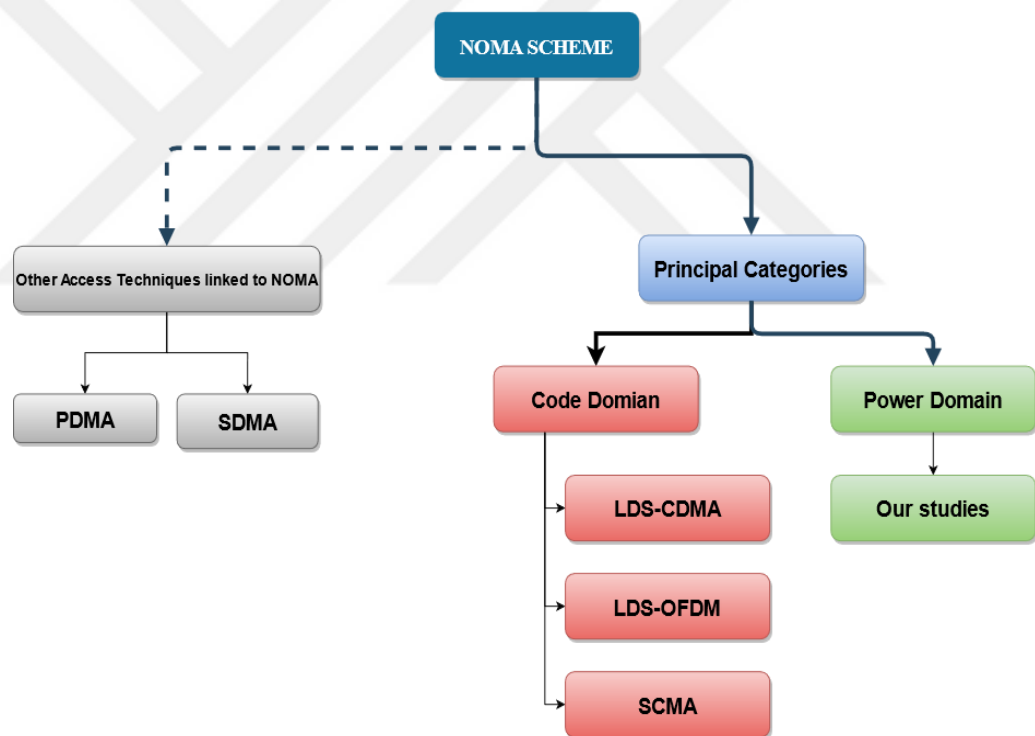 NOMA SCHEME
Other Access Techniques linked to NOMA
Principal Categories
PDMA
SDMA
Code Domian
Power Domain
LDS-CDMA
Our studies
LDS-OFDM
SCMA